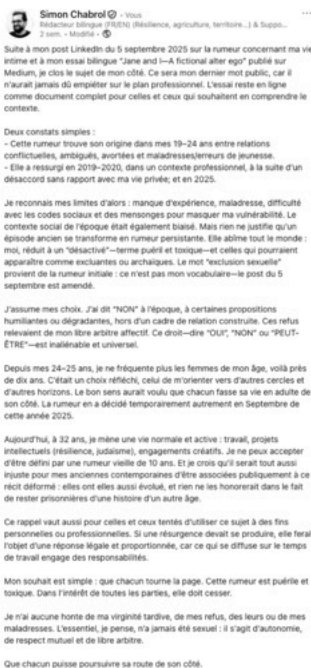 Simon Chabrol • Vous
Rédacteur bilingue (FR/EN) (Résilience, agriculture, territoire...) & Suppo...
2 sem. • Modifié •
Suite à mon post LinkedIn du 5 septembre 2025 sur la rumeur concernant ma vie
intime et à mon essai bilingue "Jane and I—A fictional alter ego" publié sur
Medium, je clos le sujet de mon côté. Ce sera mon dernier mot public, car il
n'aurait jamais dû empiéter sur le plan professionnel. L'essai reste en ligne
comme document complet pour celles et ceux qui souhaitent en comprendre le
contexte.
Deux constats simples :
- Cette rumeur trouve son origine dans mes 19–24 ans entre relations
conflictuelles, ambiguës, avortées et maladresses/erreurs de jeunesse.
- Elle a ressurgi en 2019–2020, dans un contexte professionnel, à la suite d'un
désaccord sans rapport avec ma vie privée; et en 2025.
Je reconnais mes limites d'alors : manque d'expérience, maladresse, difficulté
avec les codes sociaux et des mensonges pour masquer ma vulnérabilité. Le
contexte social de l'époque était également biaisé. Mais rien ne justifie qu'un
épisode ancien se transforme en rumeur persistante. Elle abîme tout le monde :
moi, réduit à un "désactivé"—terme puéril et toxique—et celles qui pourraient
apparaître comme excluantes ou archaïques. Le mot "exclusion sexuelle"
provient de la rumeur initiale : ce n'est pas mon vocabulaire—le post du 5
septembre est amendé.
J'assume mes choix. J'ai dit "NON" à l'époque, à certaines propositions
humiliantes ou dégradantes, hors d'un cadre de relation construite. Ces refus
relevaient de mon libre arbitre affectif. Ce droit—dire "OUI", "NON" ou "PEUT-
ÊTRE"—est inaliénable et universel.
Depuis mes 24–25 ans, je ne fréquente plus les femmes de mon âge, voilà près
de dix ans. C'était un choix réfléchi, celui de m'orienter vers d'autres cercles et
d'autres horizons. Le bon sens aurait voulu que chacun fasse sa vie en adulte de
son côté. La rumeur en a décidé temporairement autrement en Septembre de
cette année 2025.
Aujourd'hui, à 32 ans, je mène une vie normale et active : travail, projets
intellectuels (résilience, judaïsme), engagements créatifs. Je ne peux accepter
d'être défini par une rumeur vieille de 10 ans. Et je crois qu'il serait tout aussi
injuste pour mes anciennes contemporaines d'être associées publiquement à ce
récit déformé : elles ont elles aussi évolué, et rien ne les honorerait dans le fait
de rester prisonnières d'une histoire d'un autre âge.
Ce rappel vaut aussi pour celles et ceux tentés d'utiliser ce sujet à des fins
personnelles ou professionnelles. Si une résurgence devait se produire, elle ferait
l'objet d'une réponse légale et proportionnée, car ce qui se diffuse sur le temps
de travail engage des responsabilités.
Mon souhait est simple : que chacun tourne la page. Cette rumeur est puérile et
toxique. Dans l'intérêt de toutes les parties, elle doit cesser.
Je n'ai aucune honte de ma virginité tardive, de mes refus, des leurs ou de mes
maladresses. L'essentiel, je pense, n'a jamais été sexuel : il s'agit d'autonomie,
de respect mutuel et de libre arbitre.
Que chacun puisse poursuivre sa route de son côté.